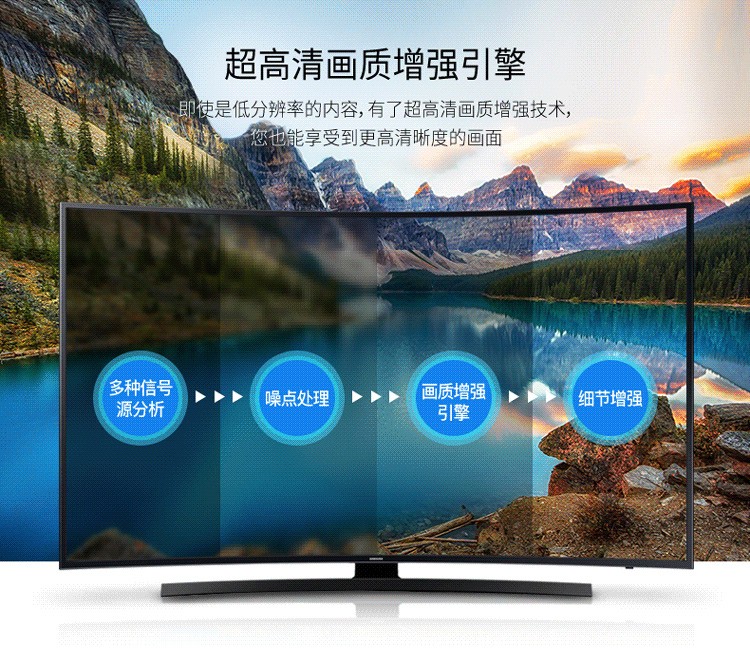 超高清画质增强引擎
即使是低分辨率的内容,有了超高清画质增强技术,
您也能享受到更高清晰度的画面
多种信号
源分析
噪点处理
画质增强
引擎
细节增强
SAMSUNG